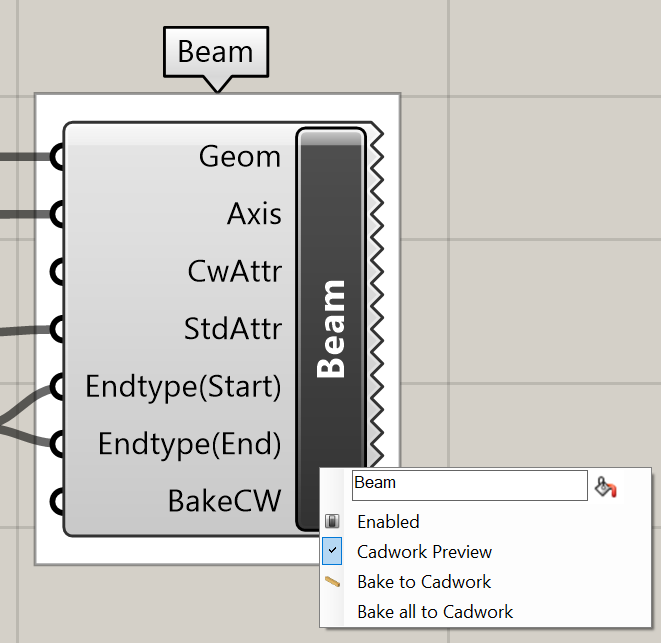 Beam
Geom
Axis
CwAttr
StdAttr
Endtype(Start)
Endtype(End)
BakeCW
Beam
Beam
Enabled
Cadwork Preview
Bake to Cadwork
Bake all to Cadwork